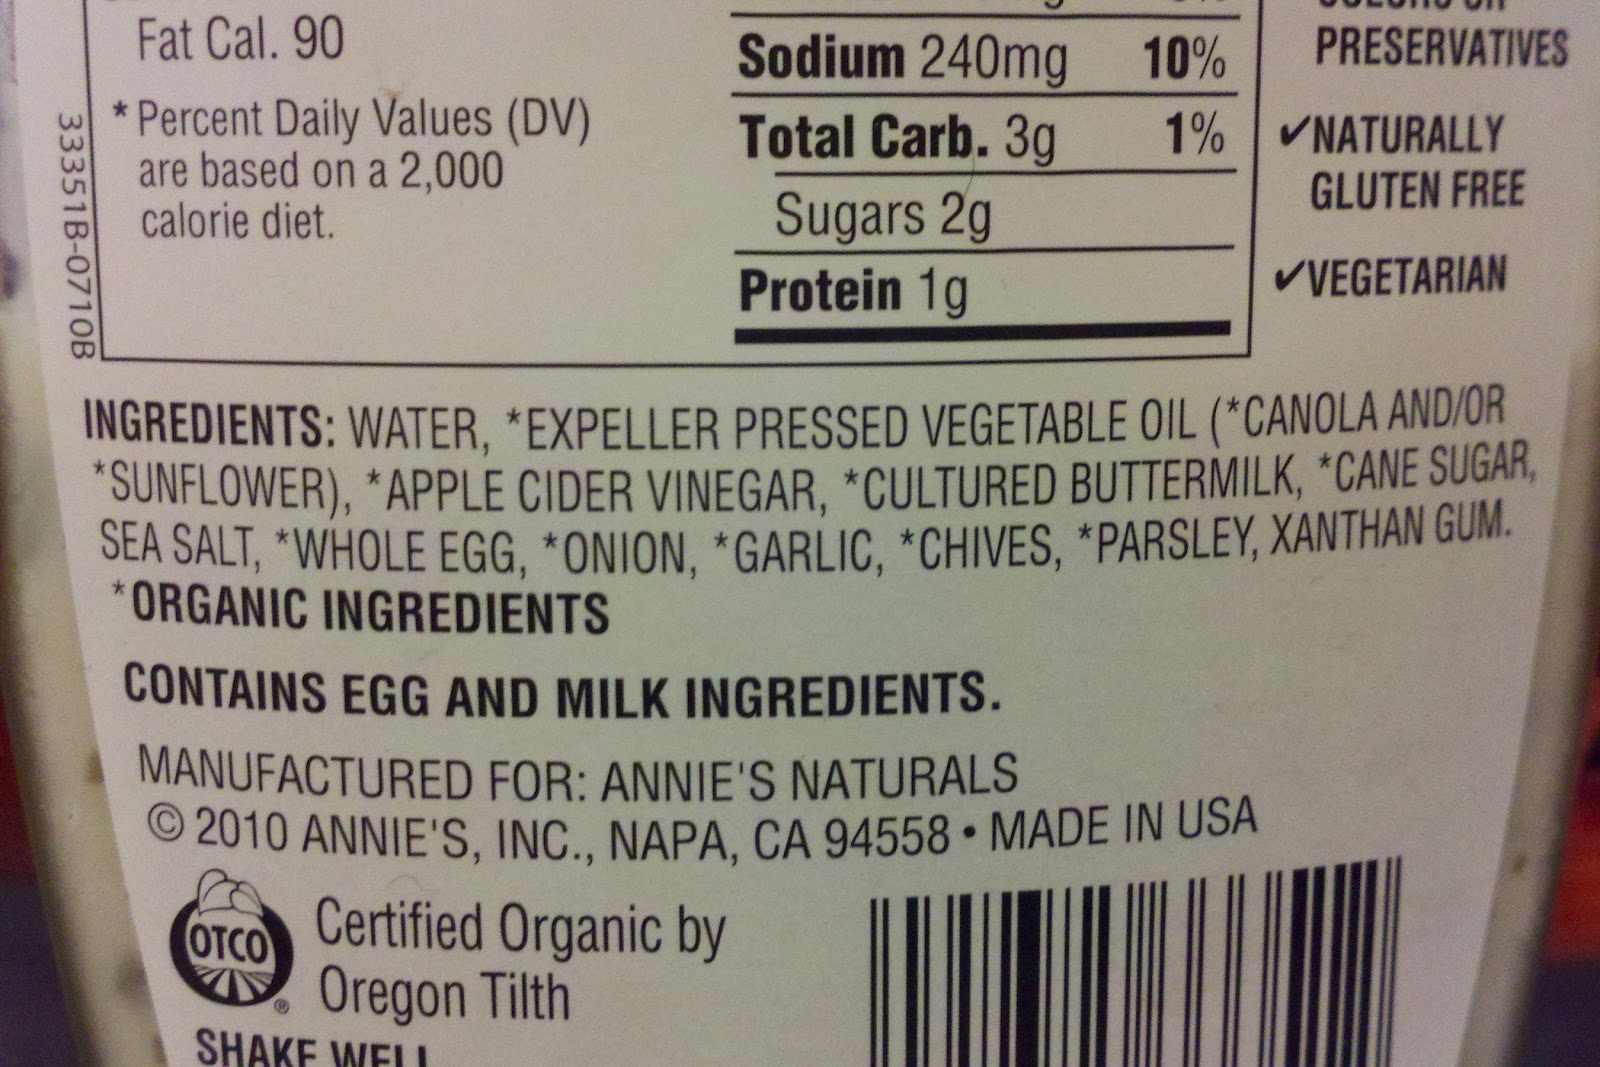 Fat Cal. 90
* Percent Daily Values (DV)
are based on a 2,000
calorie diet.
33351B-0710B
Sodium 240mg 10%
Total Carb. 3g 1%
Sugars 2g
Protein 1g
PRESERVATIVES
✓NATURALLY
GLUTEN FREE
✓VEGETARIAN
INGREDIENTS: WATER, *EXPELLER PRESSED VEGETABLE OIL (*CANOLA AND/OR
*SUNFLOWER), *APPLE CIDER VINEGAR, *CULTURED BUTTERMILK, *CANE SUGAR,
SEA SALT, *WHOLE EGG, *ONION, *GARLIC, *CHIVES, *PARSLEY, XANTHAN GUM.
*ORGANIC INGREDIENTS
CONTAINS EGG AND MILK INGREDIENTS.
MANUFACTURED FOR: ANNIE'S NATURALS
© 2010 ANNIE'S, INC., NAPA, CA 94558 • MADE IN USA
OTCO
®
Certified Organic by
Oregon Tilth
SHAKE WELL